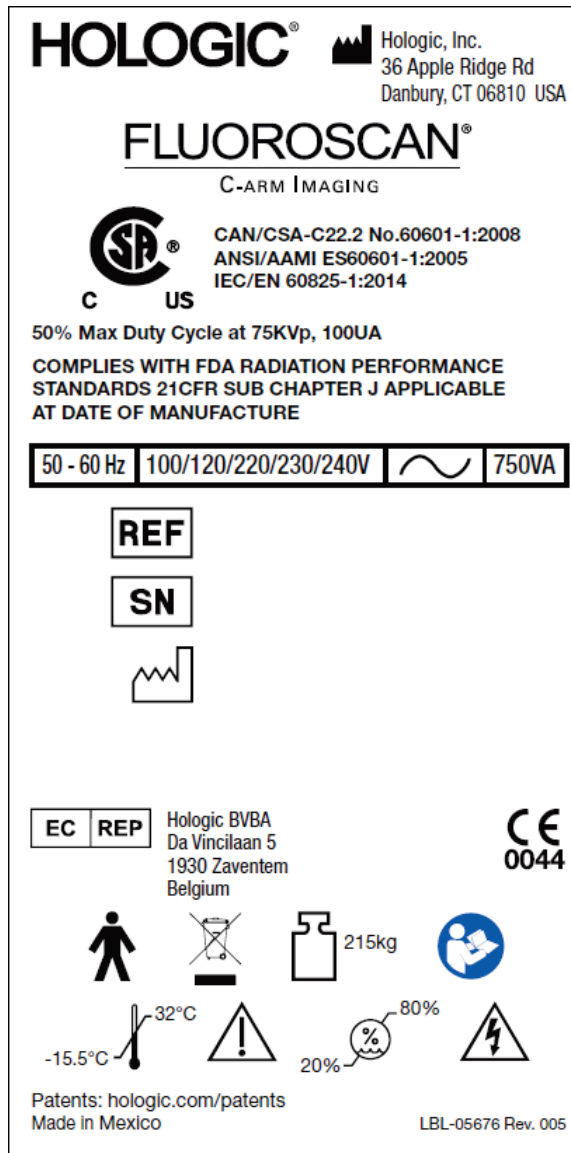 HOLOGIC®
Hologic, Inc.
36 Apple Ridge Rd
Danbury, CT 06810 USA
FLUOROSCAN®
C-ARM IMAGING
SA ®
C US
CAN/CSA-C22.2 No.60601-1:2008
ANSI/AAMI ES60601-1:2005
IEC/EN 60825-1:2014
50% Max Duty Cycle at 75KVp, 100UA
COMPLIES WITH FDA RADIATION PERFORMANCE
STANDARDS 21CFR SUB CHAPTER J APPLICABLE
AT DATE OF MANUFACTURE
50 - 60 Hz 100/120/220/230/240V 750VA
REF
SN
EC REP
Hologic BVBA
Da Vincilaan 5
1930 Zaventem
Belgium
CE
0044
215kg
32°C
-15.5°C
%
80%
20%
Patents: hologic.com/patents
Made in Mexico
LBL-05676 Rev. 005